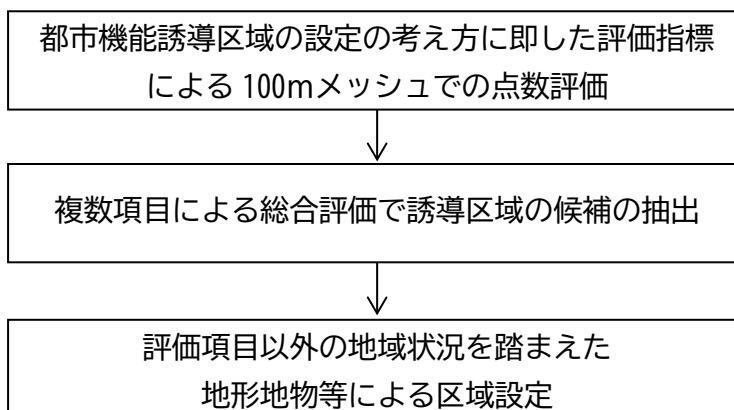 都市機能誘導区域の設定の考え方に即した評価指標
による 100mメッシュでの点数評価
複数項目による総合評価で誘導区域の候補の抽出
評価項目以外の地域状況を踏まえた
地形地物等による区域設定